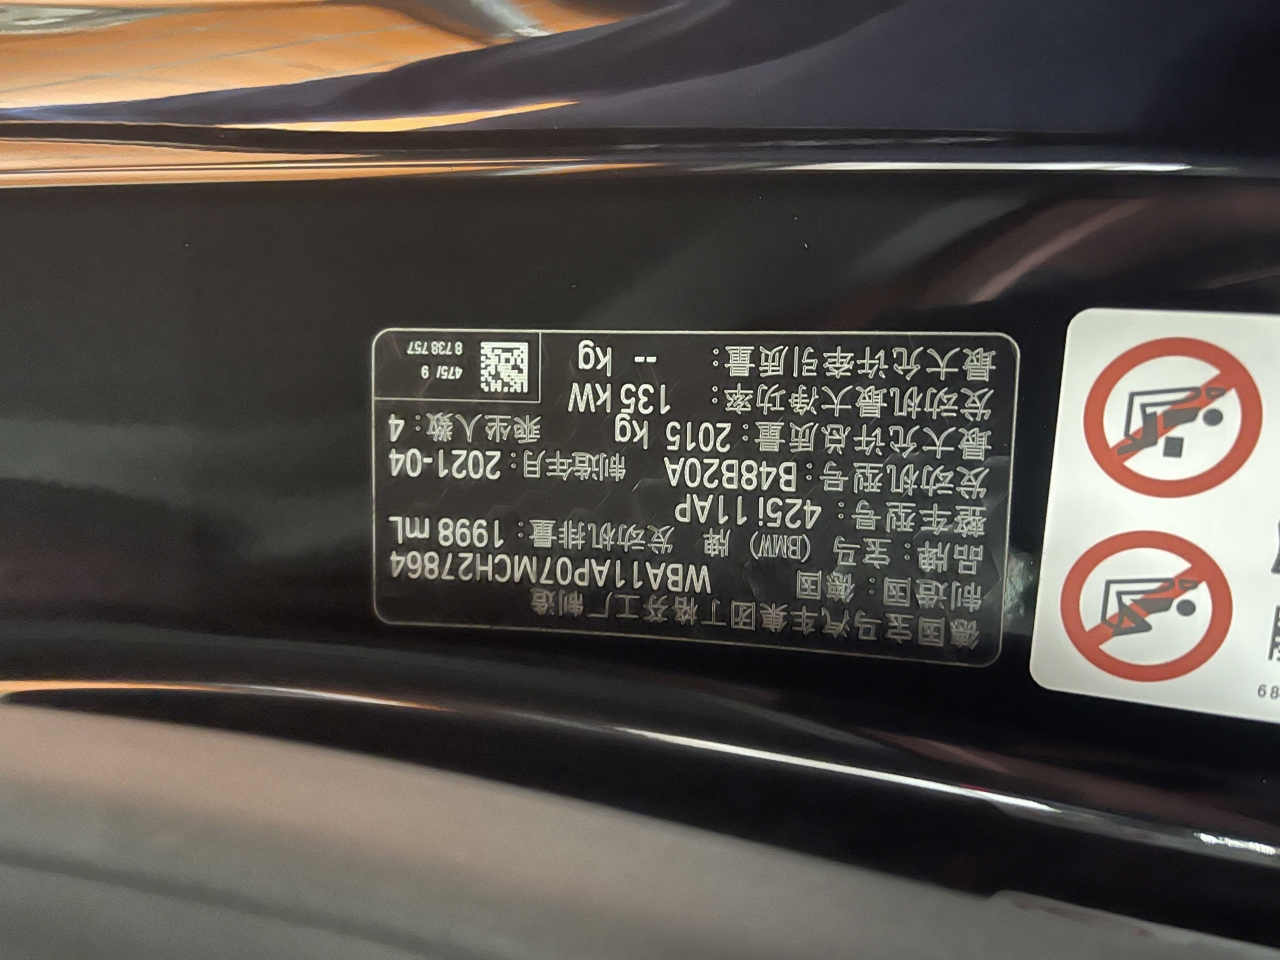 德国宝马汽车集团丁格芬工厂 制造
制造国：德国 WBA11AP07MCH27864
品牌：宝马（BMW）牌 发动机排量：1998 mL
整车型号：425i 11AP
发动机型号：B48B20A 制造年月：2021-04
最大允许总质量：2015 kg 乘坐人数：4
发动机最大净功率： 135 kW
最大允许牵引质量： -- kg
475/ 9
8 738 757